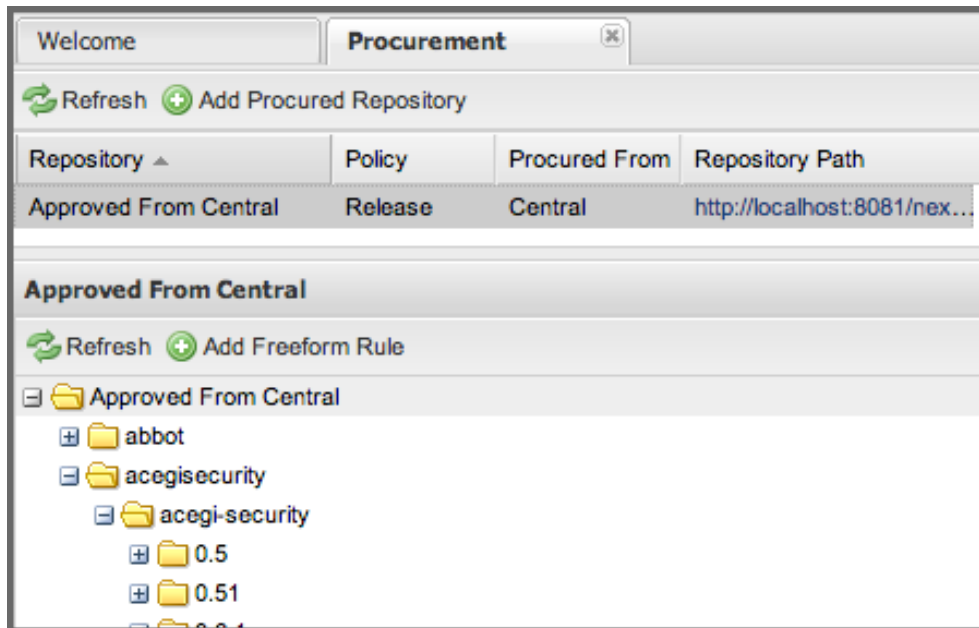 Welcome Procurement
Refresh Add Procured Repository
Repository Policy Procured From Repository Path
Approved From Central Release Central http://localhost:8081/nex...
Approved From Central
Refresh Add Freeform Rule
Approved From Central
abbot
acegisecurity
acegi-security
0.5
0.51